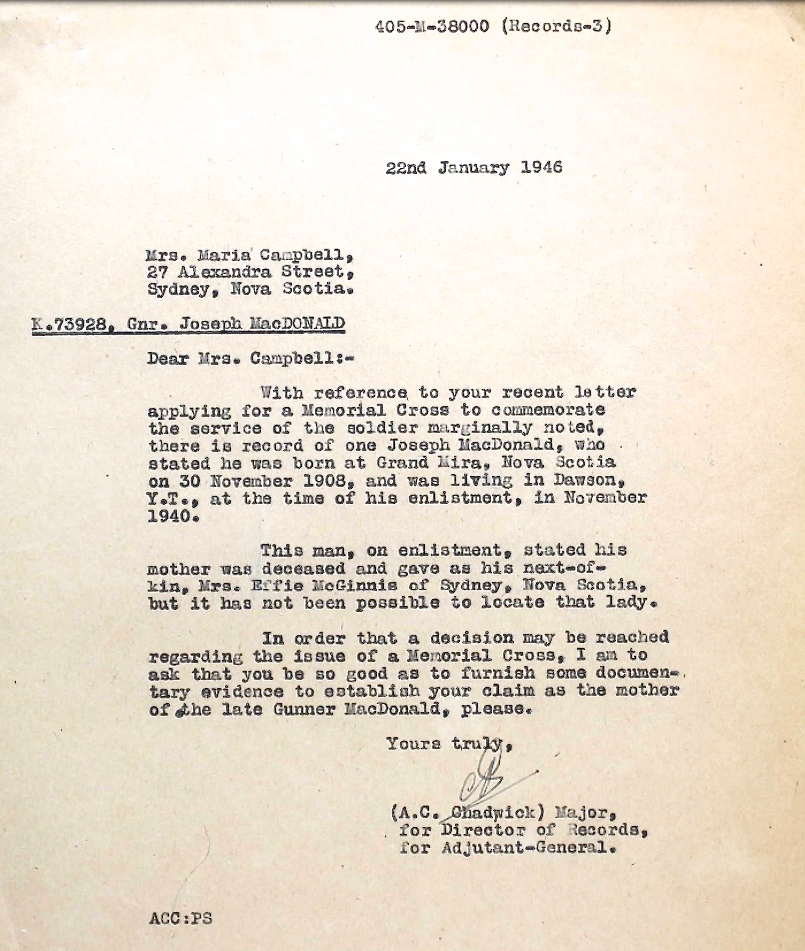 405-M-38000 (Records-3)
22nd January 1946
Mrs. Maria Campbell,
27 Alexandra Street,
Sydney, Nova Scotia.
K.73928, Gnr. Joseph MacDONALD
Dear Mrs. Campbell:-
With reference to your recent letter
applying for a Memorial Cross to commemorate
the service of the soldier marginally noted,
there is record of one Joseph MacDonald, who
stated he was born at Grand Mira, Nova Scotia
on 30 November 1908, and was living in Dawson,
Y.T., at the time of his enlistment, in November
1940.
This man, on enlistment, stated his
mother was deceased and gave as his next-of-
kin, Mrs. Effie McGinnis of Sydney, Nova Scotia,
but it has not been possible to locate that lady.
In order that a decision may be reached
regarding the issue of a Memorial Cross, I am to
ask that you be so good as to furnish some documen-
tary evidence to establish your claim as the mother
of the late Gunner MacDonald, please.
Yours truly,
(A.C. Chadwick) Major,
for Director of Records,
for Adjutant-General.
ACC:PS